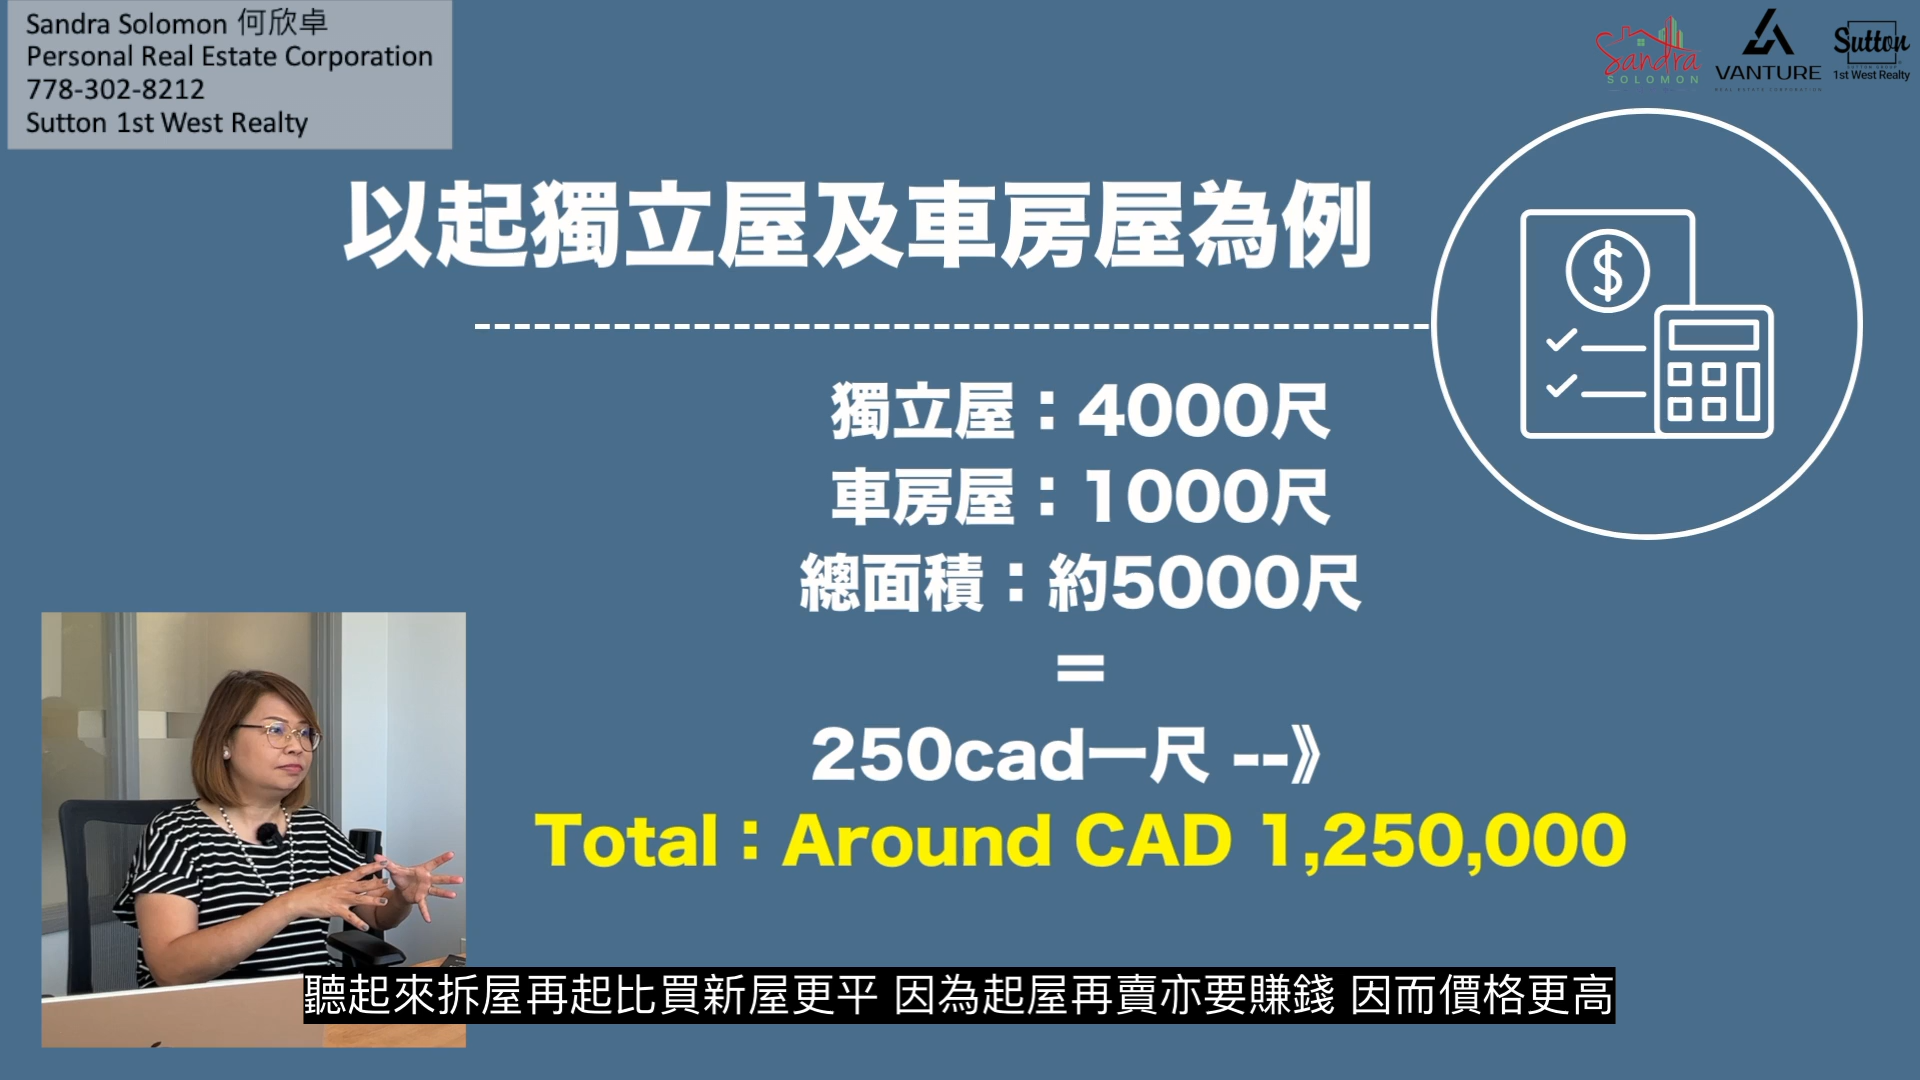 Sandra Solomon 何欣卓
Personal Real Estate Corporation
778-302-8212
Sutton 1st West Realty
Sandra
SOLOMON
VANTURE
REAL ESTATE CORPORATION
Sutton
1st West Realty
以起獨立屋及車房屋為例
獨立屋：4000尺
車房屋：1000尺
總面積：約5000尺
=
250cad一尺 --》
Total：Around CAD 1,250,000
聽起來拆屋再起比買新屋更平 因為起屋再賣亦要賺錢 因而價格更高